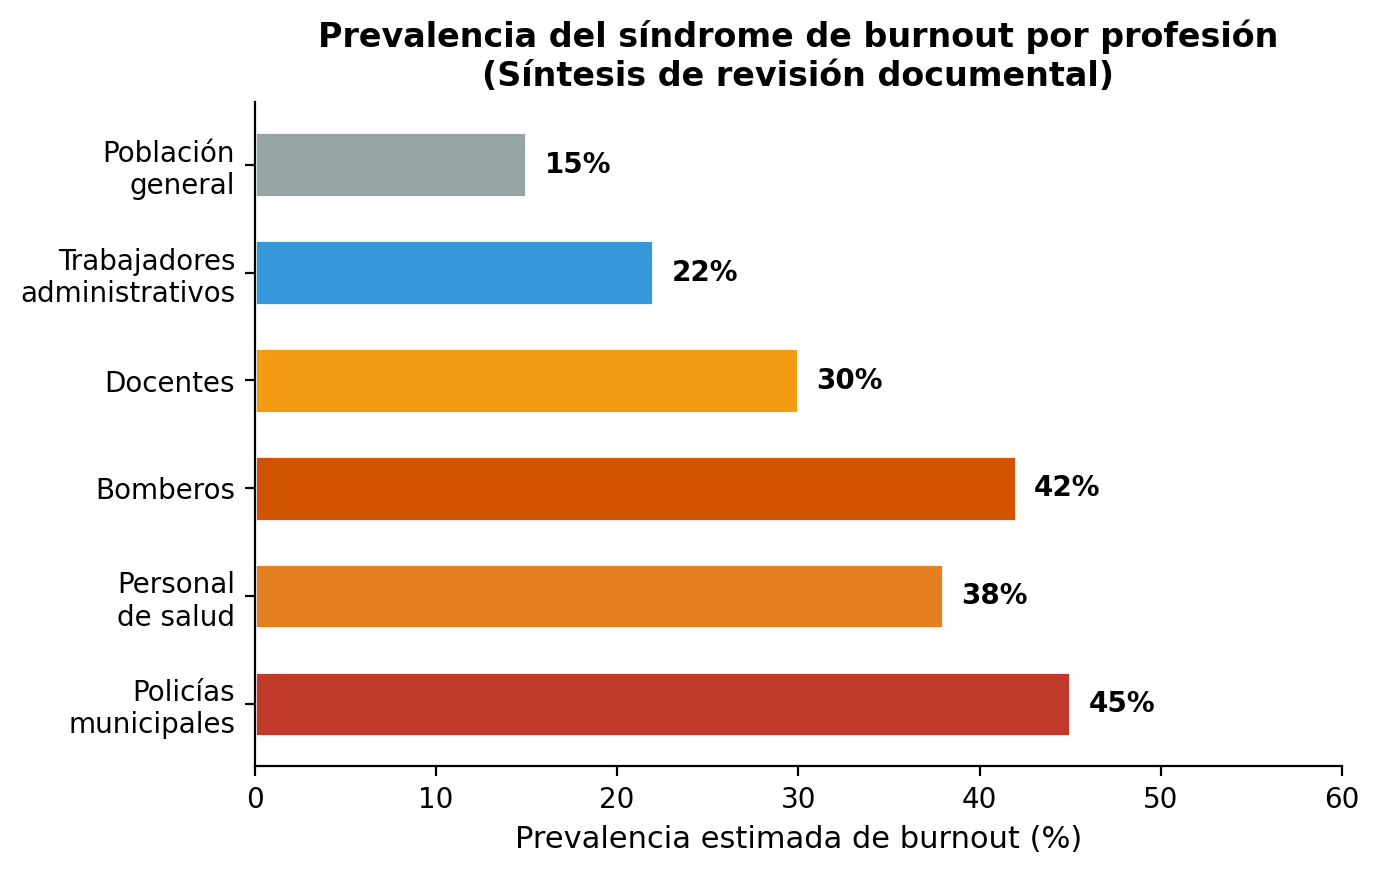 Prevalencia del síndrome de burnout por profesión
(Síntesis de revisión documental)
Población
general
15%
Trabajadores
administrativos
22%
Docentes
30%
Bomberos
42%
Personal
de salud
38%
Policías
municipales
45%
0 10 20 30 40 50 60
Prevalencia estimada de burnout (%)